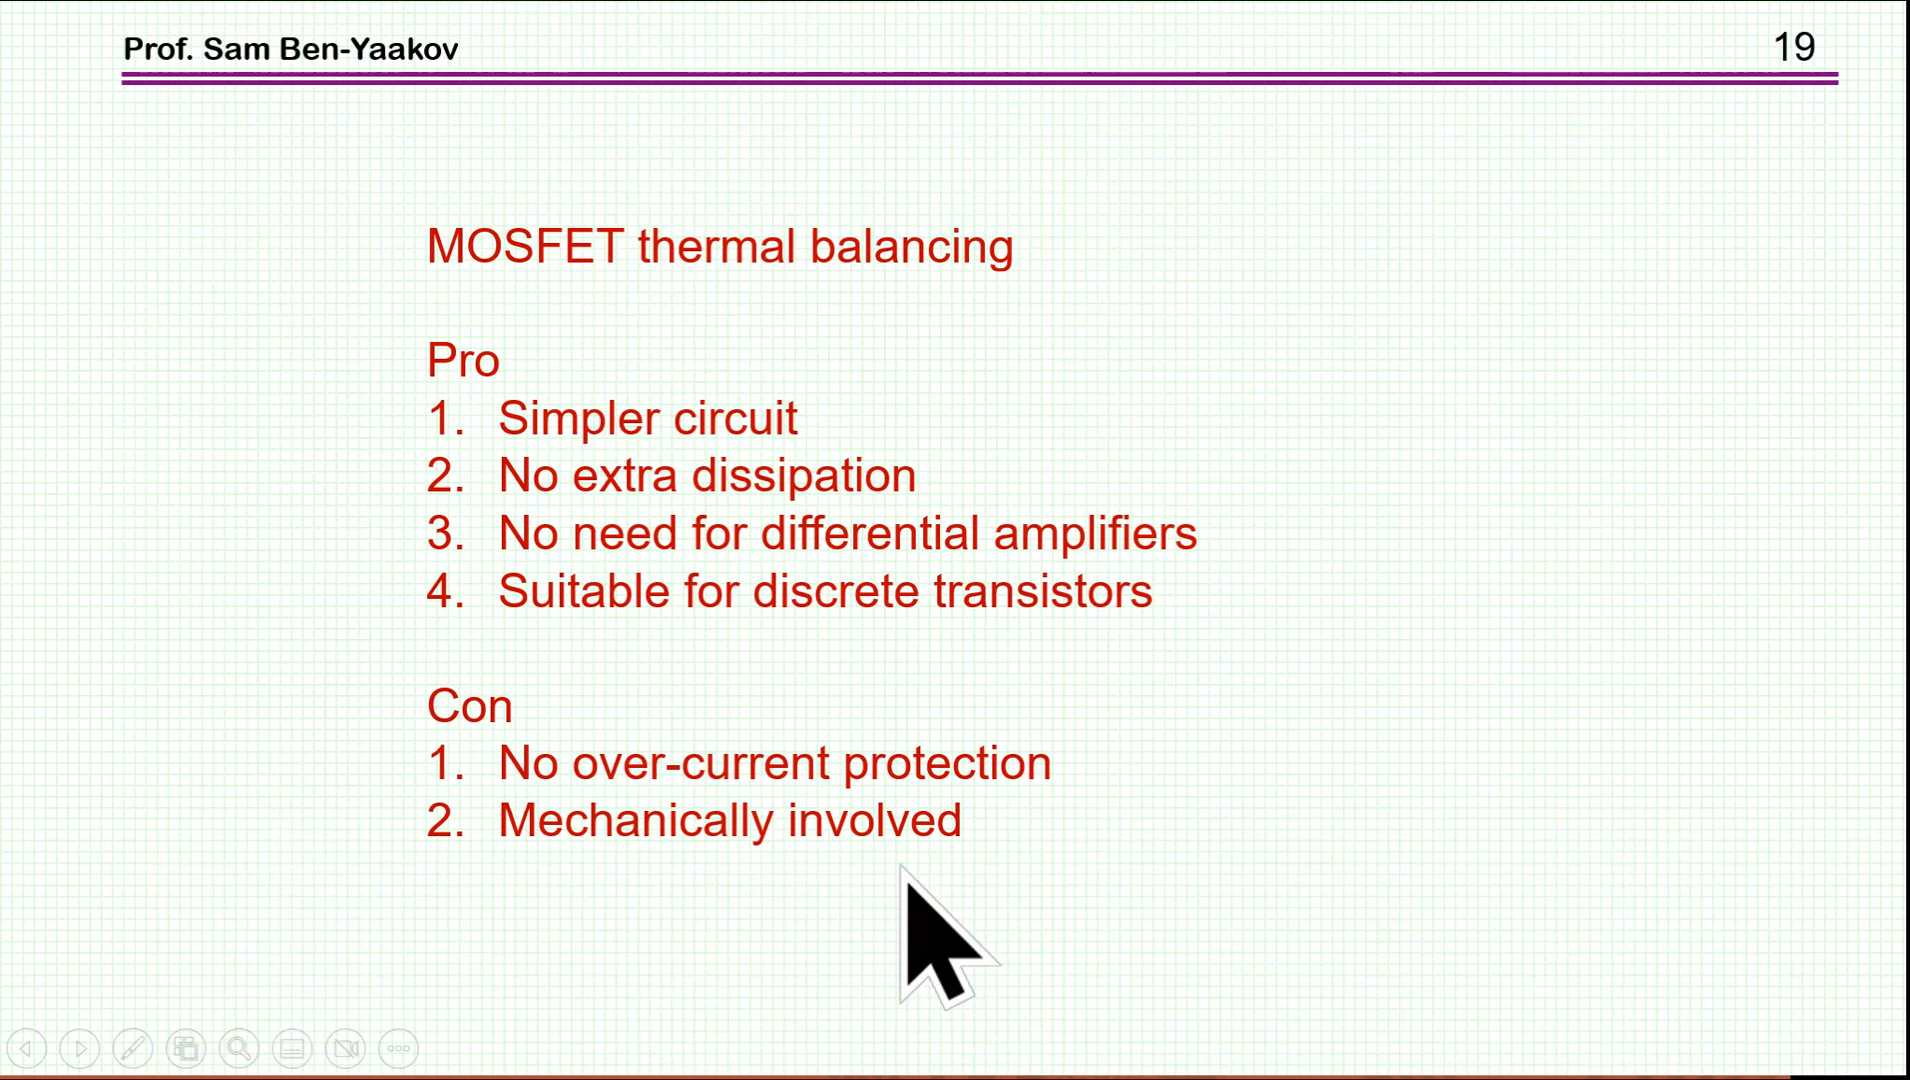 Prof. Sam Ben-Yaakov
19
MOSFET thermal balancing
Pro
1. Simpler circuit
2. No extra dissipation
3. No need for differential amplifiers
4. Suitable for discrete transistors
Con
1. No over-current protection
2. Mechanically involved